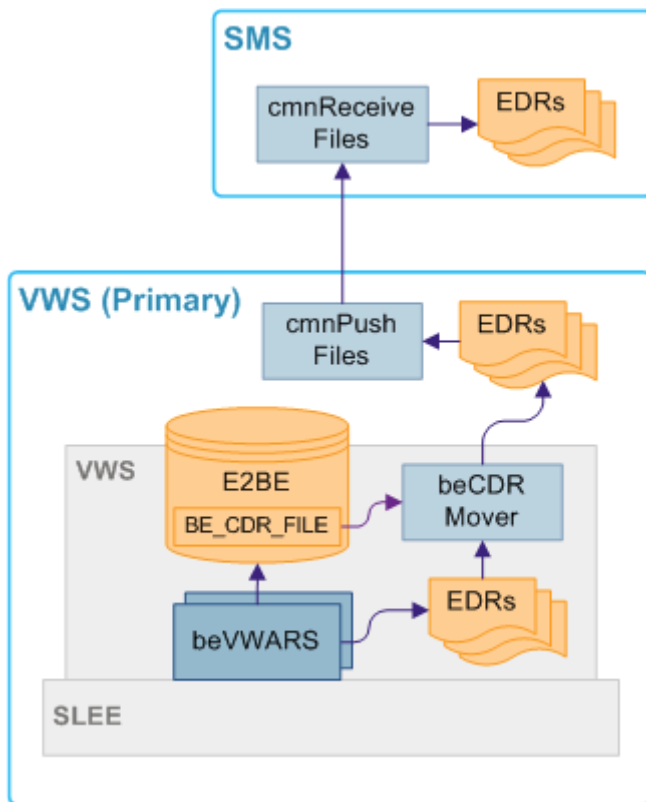 SMS
cmnReceive
Files
EDRs
VWS (Primary)
cmnPush
Files
EDRs
VWS
E2BE
BE_CDR_FILE
beCDR
Mover
beVWARS
EDRs
SLEE